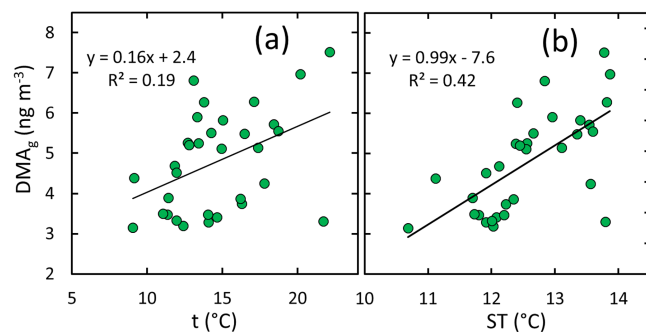 (a)
y = 0.16x + 2.4
R² = 0.19
(b)
y = 0.99x - 7.6
R² = 0.42
DMAg (ng m⁻³)
8
7
6
5
4
3
2
5 10 15 20
t (°C)
10 11 12 13 14
ST (°C)